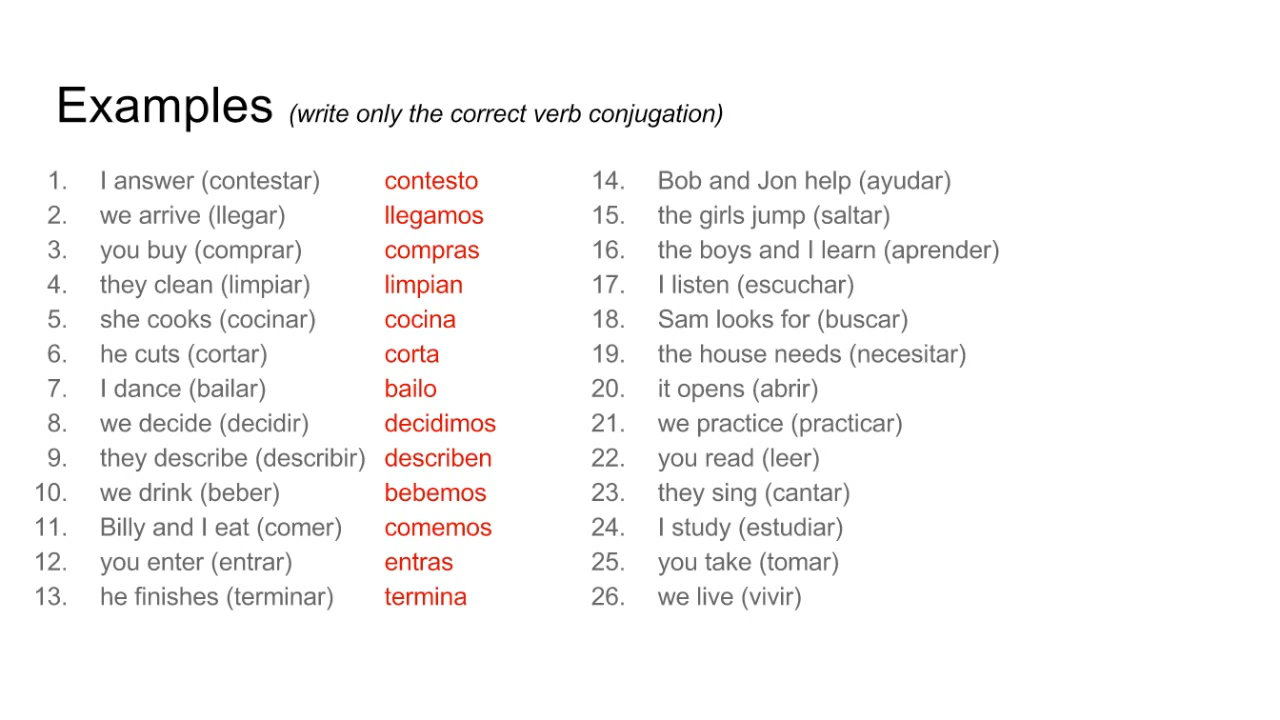 Examples (write only the correct verb conjugation)
1. I answer (contestar) contesto
2. we arrive (llegar) llegamos
3. you buy (comprar) compras
4. they clean (limpiar) limpian
5. she cooks (cocinar) cocina
6. he cuts (cortar) corta
7. I dance (bailar) bailo
8. we decide (decidir) decidimos
9. they describe (describir) describen
10. we drink (beber) bebemos
11. Billy and I eat (comer) comemos
12. you enter (entrar) entras
13. he finishes (terminar) termina
14. Bob and Jon help (ayudar)
15. the girls jump (saltar)
16. the boys and I learn (aprender)
17. I listen (escuchar)
18. Sam looks for (buscar)
19. the house needs (necesitar)
20. it opens (abrir)
21. we practice (practicar)
22. you read (leer)
23. they sing (cantar)
24. I study (estudiar)
25. you take (tomar)
26. we live (vivir)